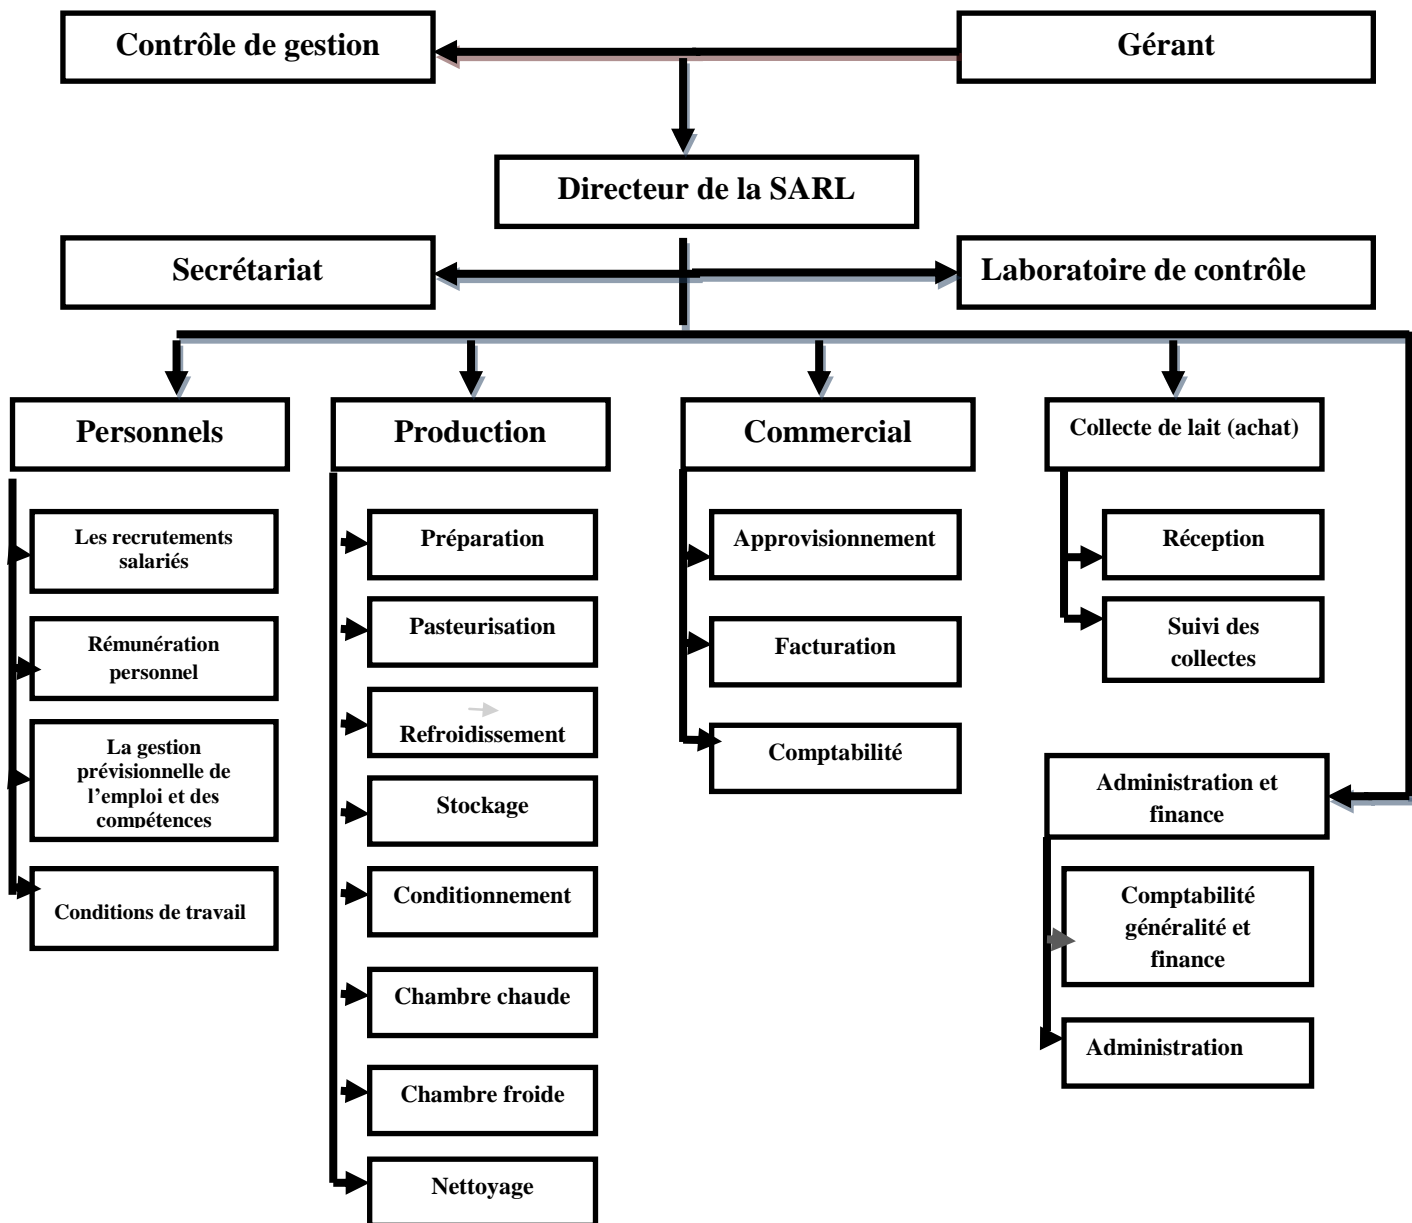 Contrôle de gestion
Gérant
Directeur de la SARL
Secrétariat
Laboratoire de contrôle
Personnels
Production
Commercial
Collecte de lait (achat)
Les recrutements
salariés
Rémunération
personnel
La gestion
prévisionnelle de
l’emploi et des
compétences
Conditions de travail
Préparation
Pasteurisation
Refroidissement
Stockage
Conditionnement
Chambre chaude
Chambre froide
Nettoyage
Approvisionnement
Facturation
Comptabilité
Réception
Suivi des
collectes
Administration et
finance
Comptabilité
généralité et
finance
Administration